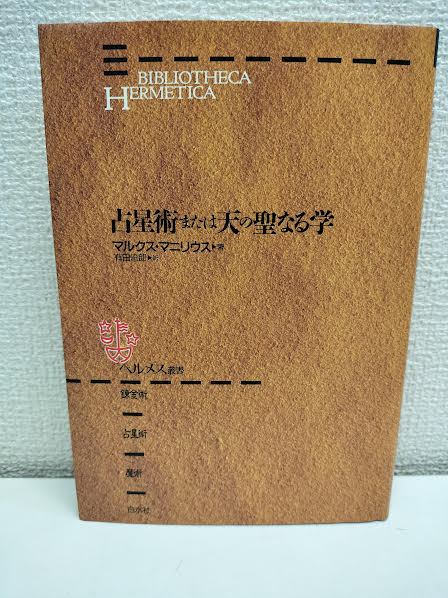 BIBLIOTHECA
HERMETICA
占星術または天の聖なる学
マルクス・マニリウス▶著
有田忠郎▶訳
ヘルメス叢書
錬金術
占星術
魔術
白水社